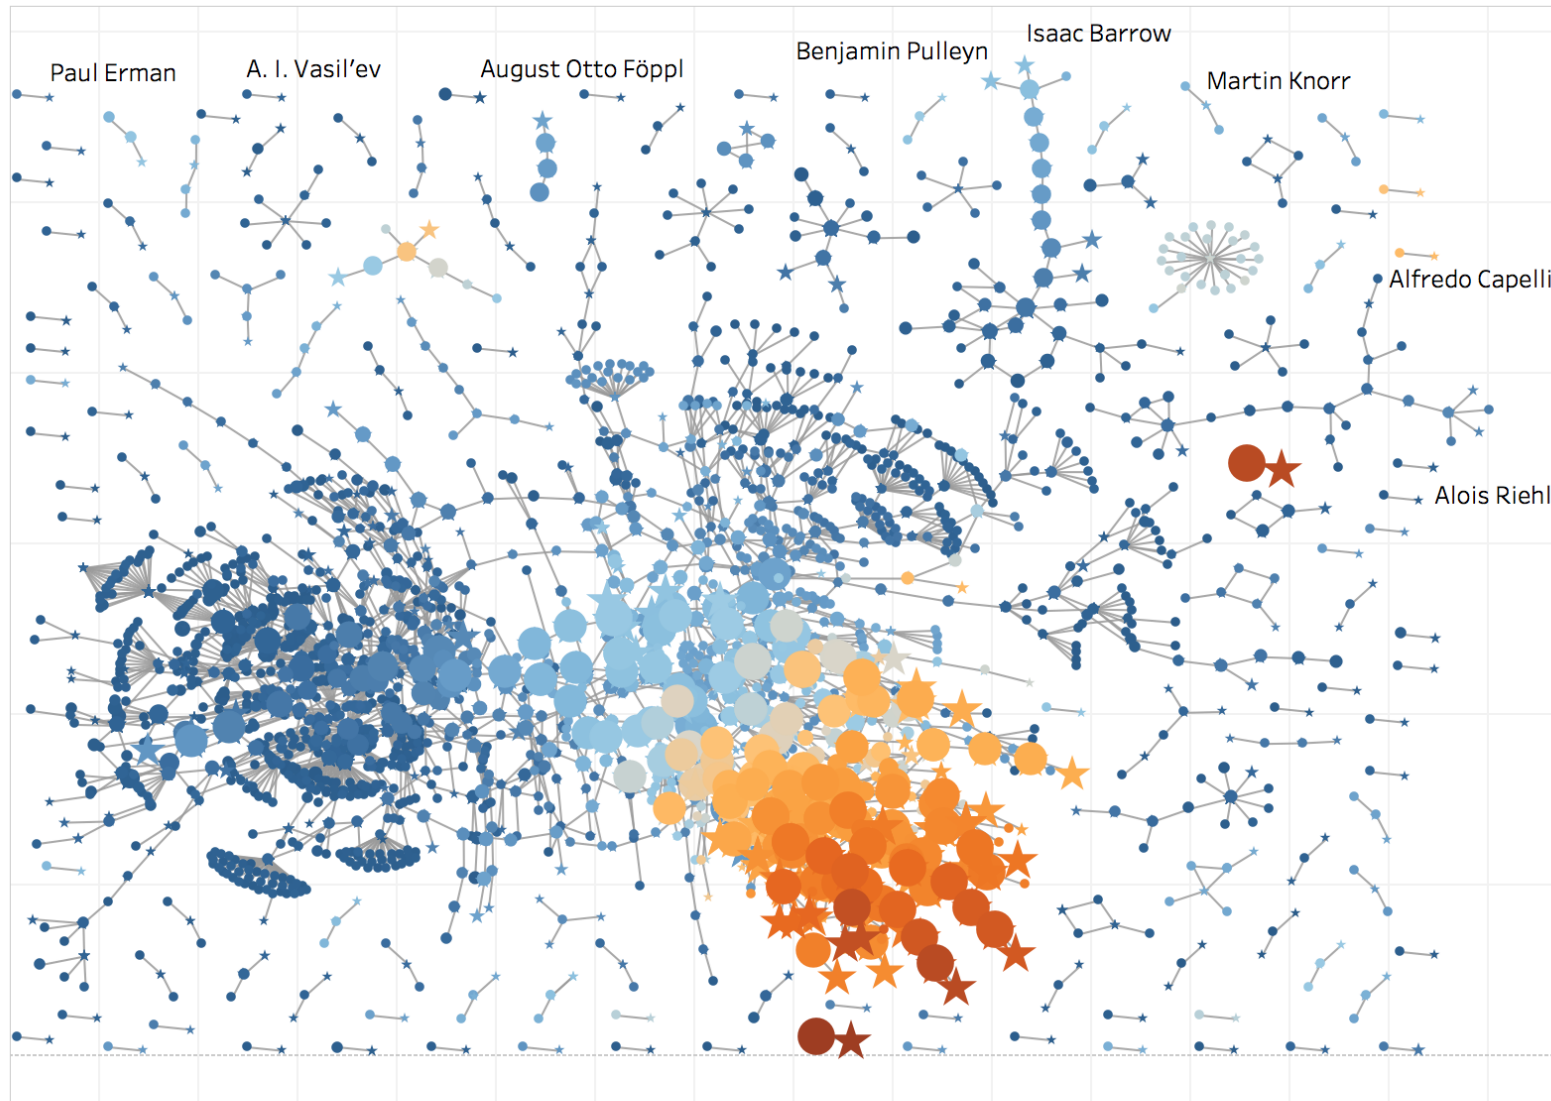 Isaac Barrow
Benjamin Pulleyn
Paul Erman
A. I. Vasil'ev
August Otto Föppl
Martin Knorr
Alfredo Capelli
Alois Riehl